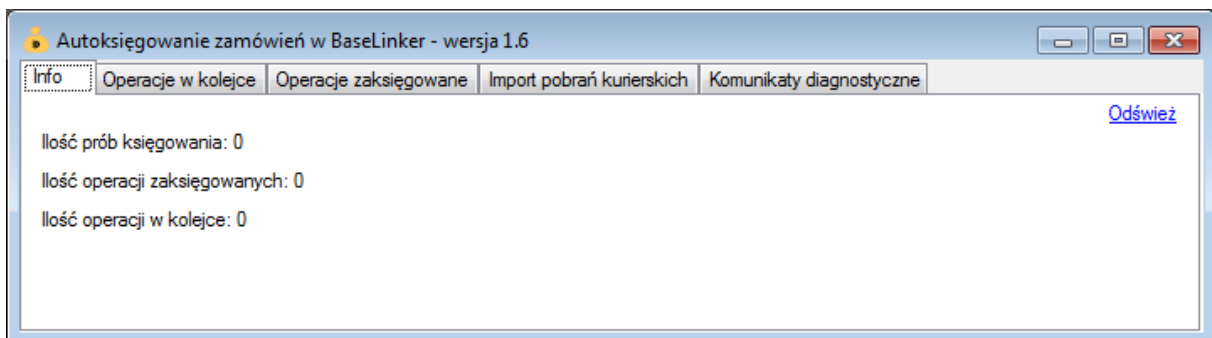 Autoksięgowanie zamówień w BaseLinker - wersja 1.6
Info Operacje w kolejce Operacje zaksięgowane Import pobrań kurierskich Komunikaty diagnostyczne
Odśwież
Ilość prób księgowania: 0
Ilość operacji zaksięgowanych: 0
Ilość operacji w kolejce: 0